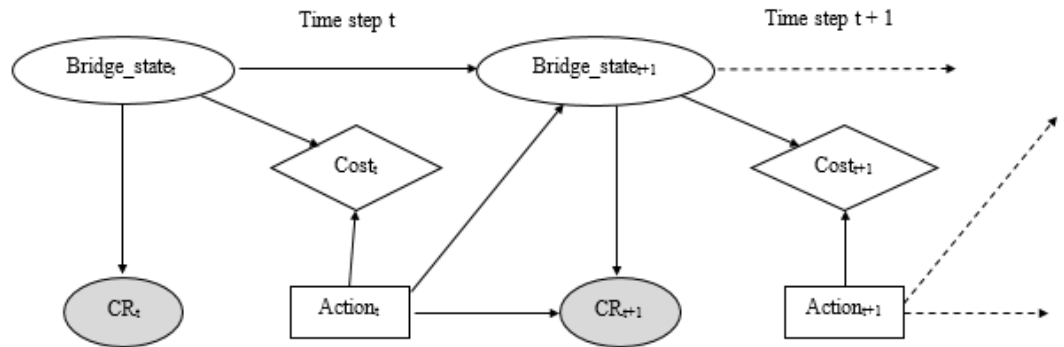 Time step t
Time step t + 1
Bridge_stateₜ
Bridge_stateₜ₊₁
Costₜ
Costₜ₊₁
CRₜ
Actionₜ
CRₜ₊₁
Actionₜ₊₁